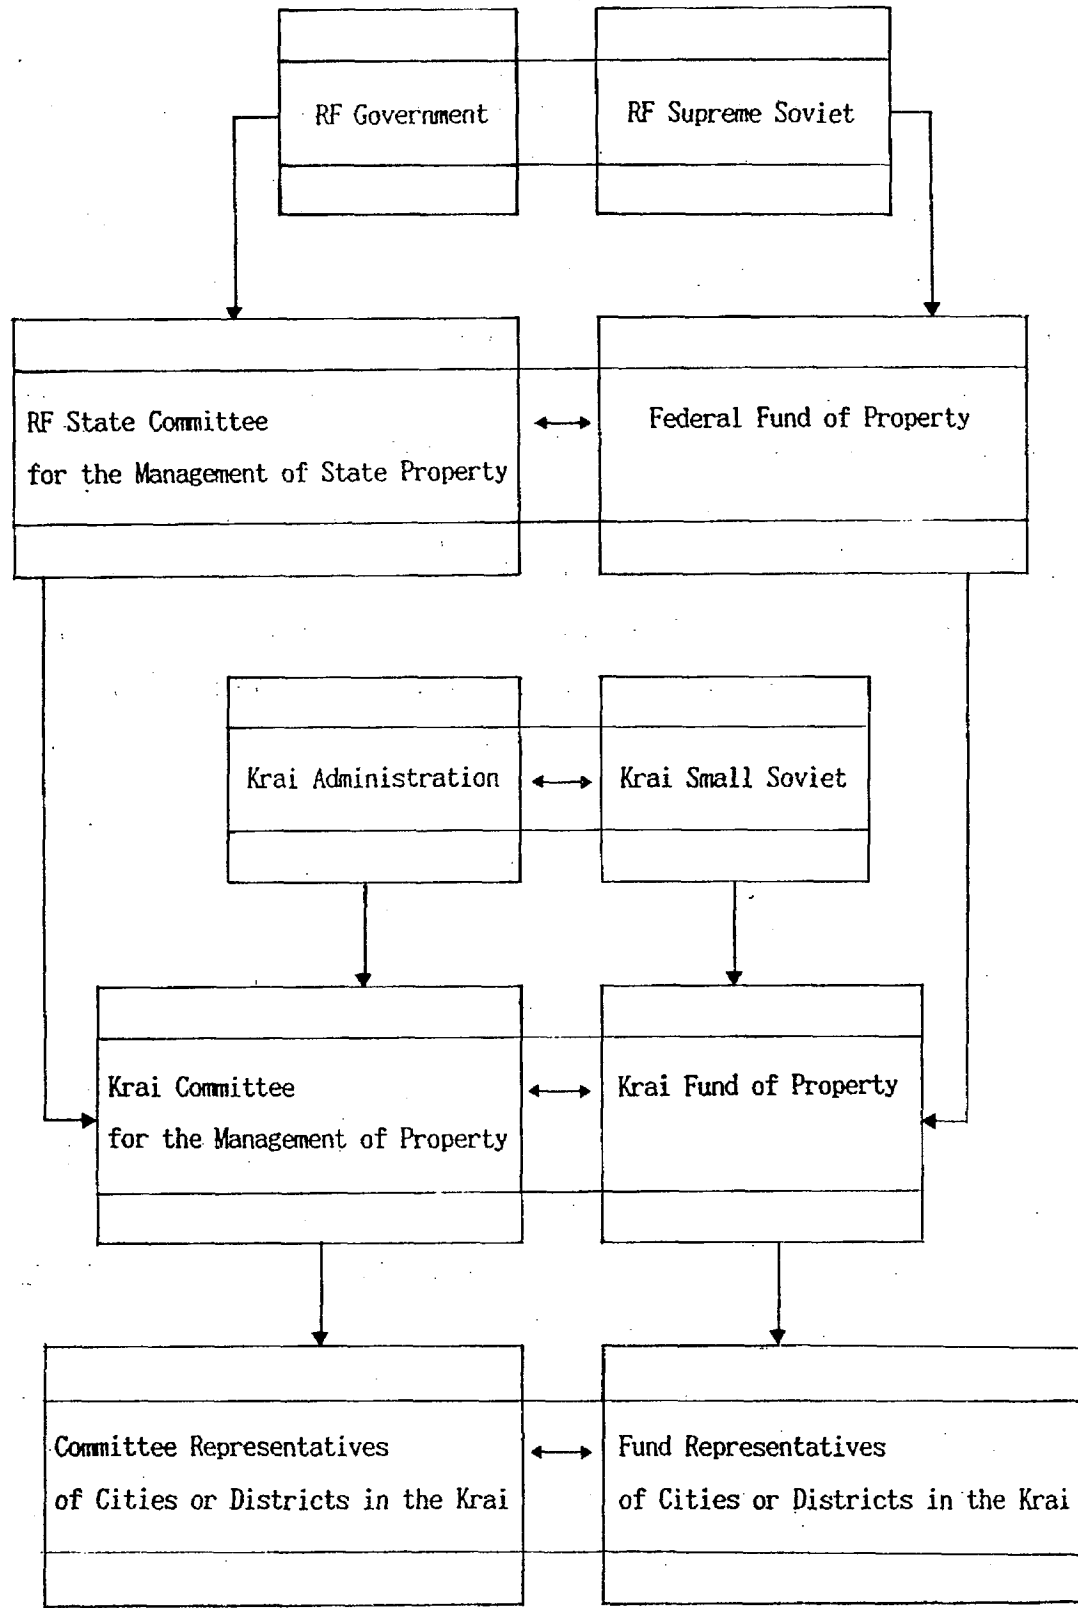 RF Government
RF Supreme Soviet
RF State Committee
for the Management of State Property
Federal Fund of Property
Krai Administration
Krai Small Soviet
Krai Committee
for the Management of Property
Krai Fund of Property
Committee Representatives
of Cities or Districts in the Krai
Fund Representatives
of Cities or Districts in the Krai